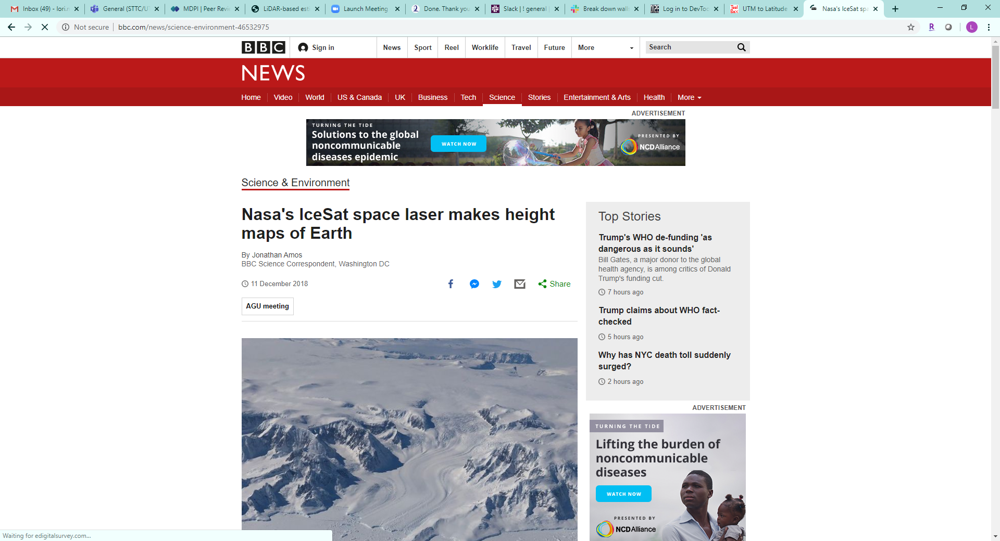 Inbox (49) - lori.n
General (STTC/U
MDPI | Peer Revi
LiDAR-based est
Launch Meeting
Done. Thank you
Slack | ! general
Break down walls
Log in to DevToo
UTM to Latitude
Nasa's IceSat spa
Not secure
bbc.com/news/science-environment-46532975
R
L
BBC
Sign in
News
Sport
Reel
Worklife
Travel
Future
More
Search
NEWS
Home
Video
World
US & Canada
UK
Business
Tech
Science
Stories
Entertainment & Arts
Health
More
ADVERTISEMENT
TURNING THE TIDE
Solutions to the global
noncommunicable
diseases epidemic
WATCH NOW
PRESENTED BY
NCDAlliance
Science & Environment
Nasa's IceSat space laser makes height
maps of Earth
By Jonathan Amos
BBC Science Correspondent, Washington DC
11 December 2018
Share
AGU meeting
Top Stories
Trump's WHO de-funding 'as
dangerous as it sounds'
Bill Gates, a major donor to the global
health agency, is among critics of Donald
Trump's funding cut.
7 hours ago
Trump claims about WHO fact-
checked
5 hours ago
Why has NYC death toll suddenly
surged?
2 hours ago
ADVERTISEMENT
TURNING THE TIDE
Lifting the burden of
noncommunicable
diseases
WATCH NOW
PRESENTED BY
NCDAlliance
Waiting for edigitalsurvey.com...